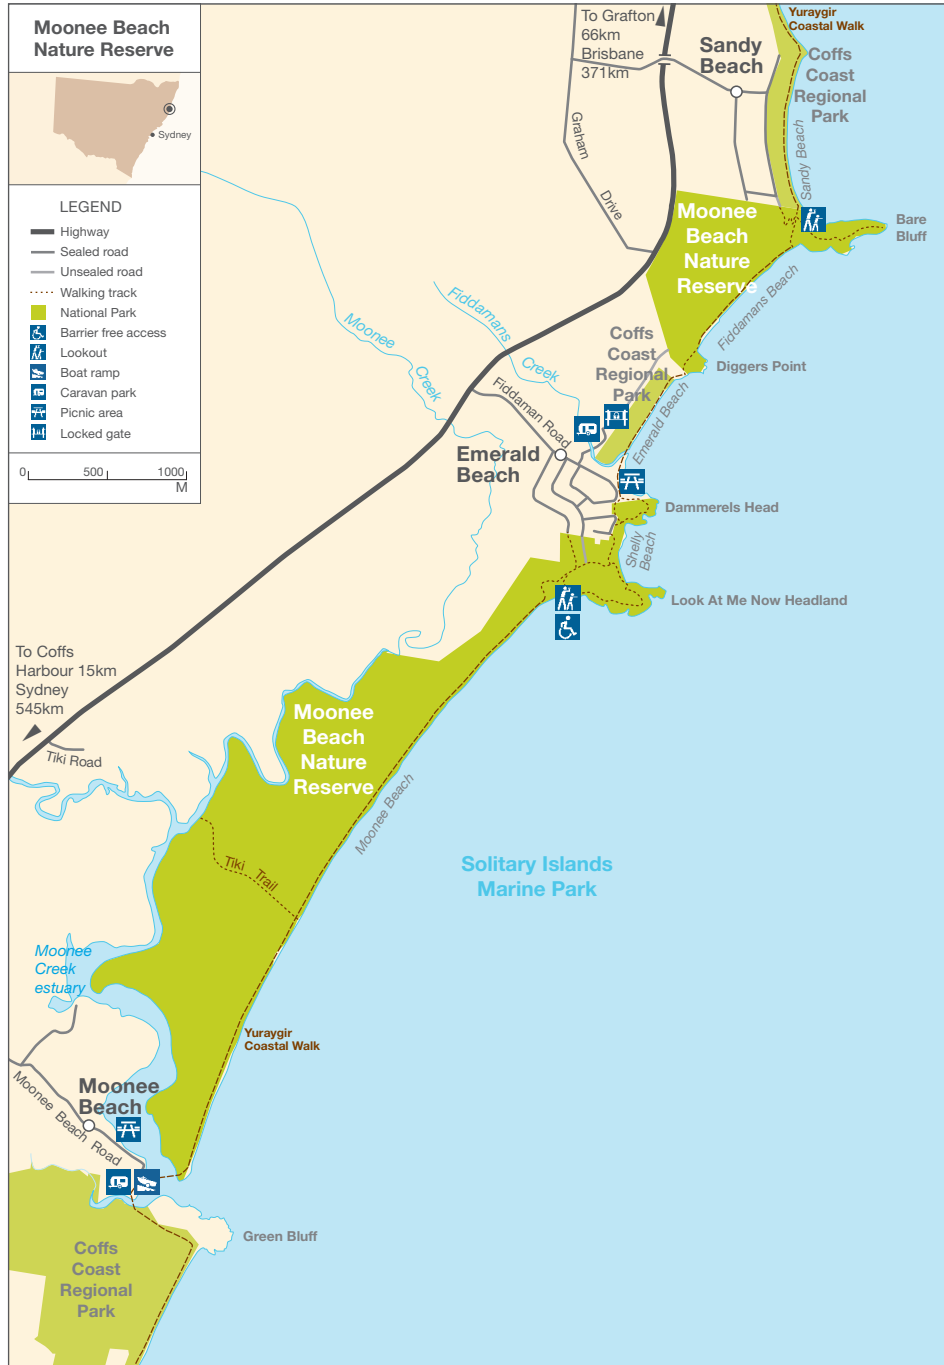 Moonee Beach
Nature Reserve
Sydney
LEGEND
Highway
Sealed road
Unsealed road
Walking track
National Park
Barrier free access
Lookout
Boat ramp
Caravan park
Picnic area
Locked gate
0 500 1000
M
To Grafton
66km
Brisbane
371km
Yuraygir
Coastal Walk
Sandy
Beach
Coffs
Coast
Regional
Park
Graham
Drive
Sandy Beach
Moonee
Beach
Nature
Reserve
Bare
Bluff
Fiddamans Beach
Diggers Point
Moonee
Creek
Fiddamans
Creek
Coffs
Coast
Regional
Park
Fiddaman Road
Emerald Beach
Emerald
Beach
Dammerels Head
Shelly
Beach
Look At Me Now Headland
To Coffs
Harbour 15km
Sydney
545km
Tiki Road
Moonee
Beach
Nature
Reserve
Moonee Beach
Tiki Trail
Solitary Islands
Marine Park
Moonee
Creek
estuary
Yuraygir
Coastal Walk
Moonee
Beach
Moonee Beach Road
Green Bluff
Coffs
Coast
Regional
Park